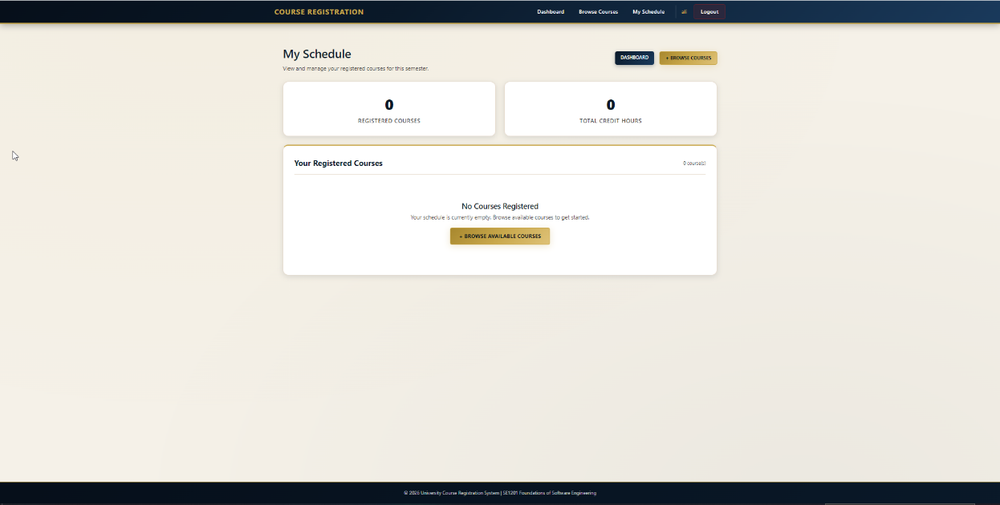 COURSE REGISTRATION
Dashboard Browse Courses My Schedule ali Logout
My Schedule
View and manage your registered courses for this semester.
DASHBOARD + BROWSE COURSES
0
REGISTERED COURSES
0
TOTAL CREDIT HOURS
Your Registered Courses
0 course(s)
No Courses Registered
Your schedule is currently empty. Browse available courses to get started.
+ BROWSE AVAILABLE COURSES
© 2026 University Course Registration System | SE1201 Foundations of Software Engineering